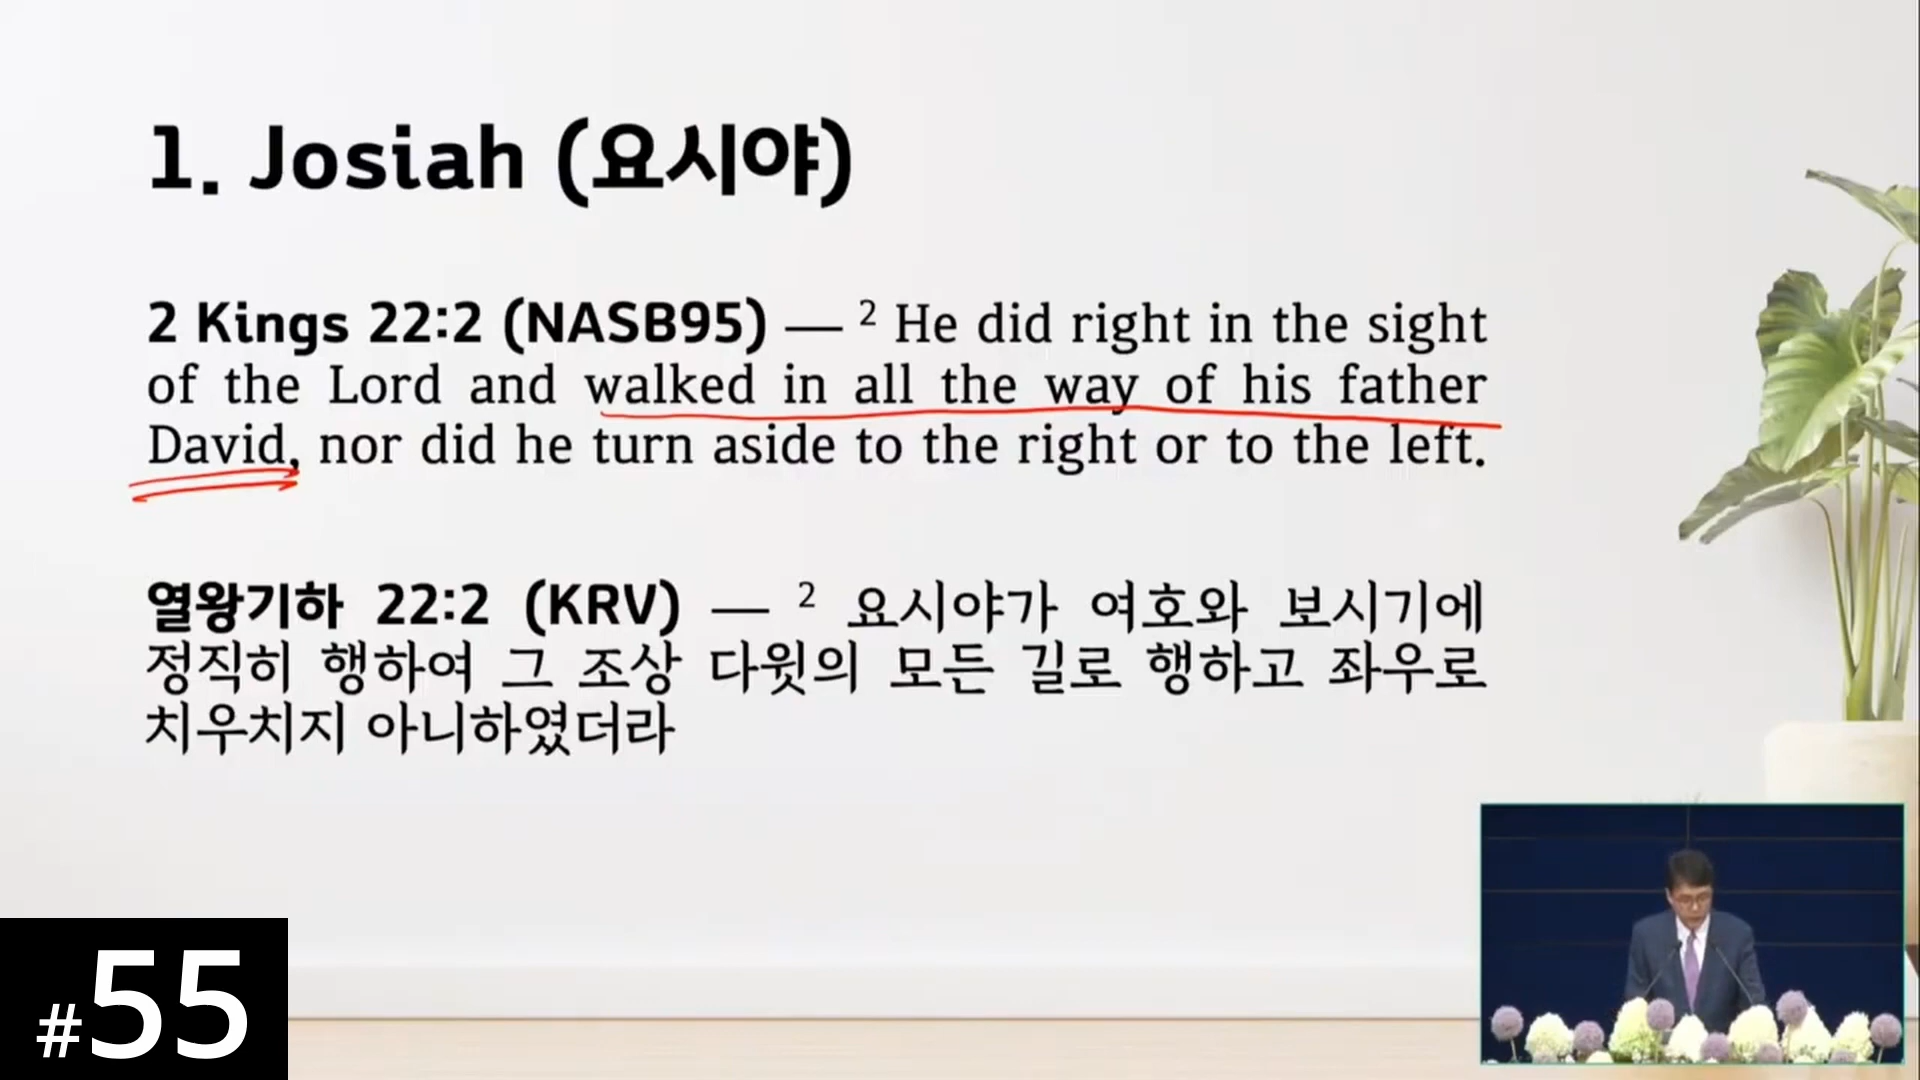 1. Josiah (요시야)
2 Kings 22:2 (NASB95) — ² He did right in the sight
of the Lord and walked in all the way of his father
David, nor did he turn aside to the right or to the left.
열왕기하 22:2 (KRV) — ² 요시야가 여호와 보시기에
정직히 행하여 그 조상 다윗의 모든 길로 행하고 좌우로
치우치지 아니하였더라
#55